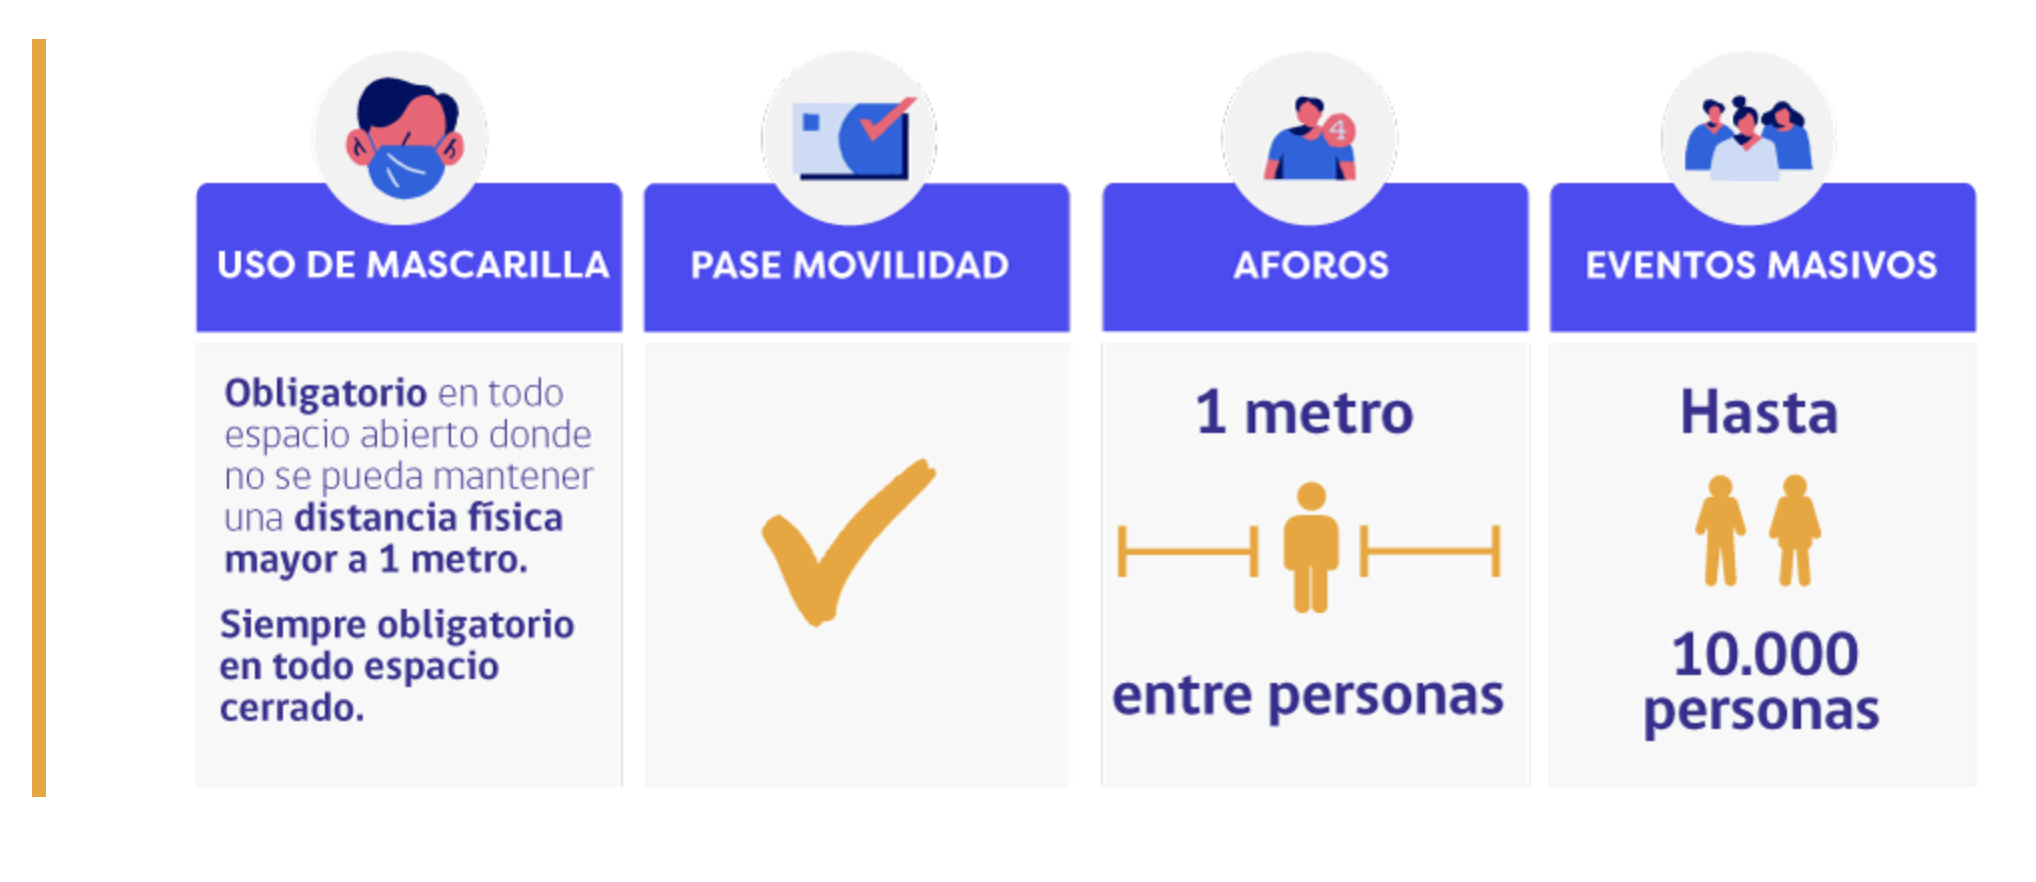 USO DE MASCARILLA
Obligatorio en todo
espacio abierto donde
no se pueda mantener
una distancia física
mayor a 1 metro.
Siempre obligatorio
en todo espacio
cerrado.
PASE MOVILIDAD
4
AFOROS
1 metro
entre personas
EVENTOS MASIVOS
Hasta
10.000
personas